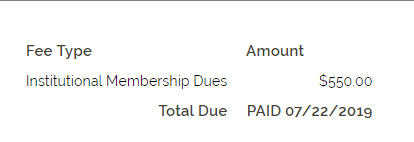 Fee Type Amount
Institutional Membership Dues $550.00
Total Due PAID 07/22/2019